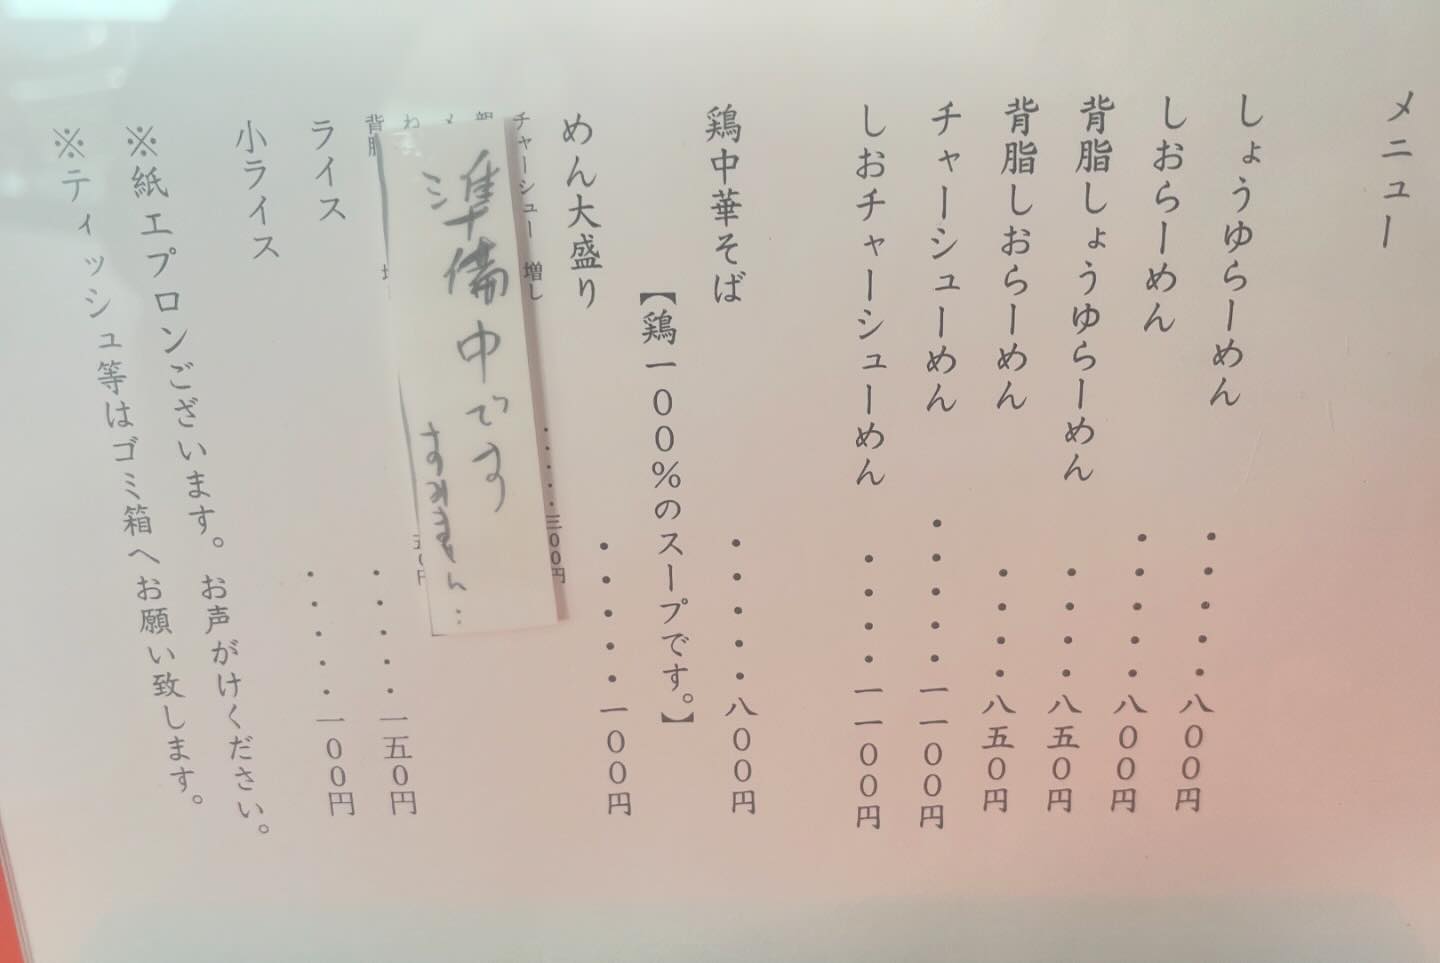 メニュー
しょうゆらーめん ・・・・・八〇〇円
しおらーめん ・・・・・八〇〇円
背脂しょうゆらーめん ・・・・八五〇円
背脂しおらーめん ・・・・八五〇円
チャーシューめん ・・・・・一一〇〇円
しおチャーシューめん ・・・・一一〇〇円
鶏中華そば ・・・・・八〇〇円
【鶏一〇〇%のスープです。】
めん大盛り ・・・・・一〇〇円
チャーシュー 増し ・・・・・三〇〇円
準備中です
すみません…
背脂
ライス ・・・・・一五〇円
小ライス ・・・・・一〇〇円
※紙エプロンございます。お声がけください。
※ティッシュ等はゴミ箱へお願い致します。